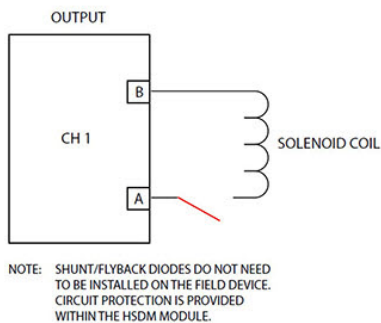 OUTPUT
B
CH 1
SOLENOID COIL
A
NOTE: SHUNT/FLYBACK DIODES DO NOT NEED
TO BE INSTALLED ON THE FIELD DEVICE.
CIRCUIT PROTECTION IS PROVIDED
WITHIN THE HSDM MODULE.